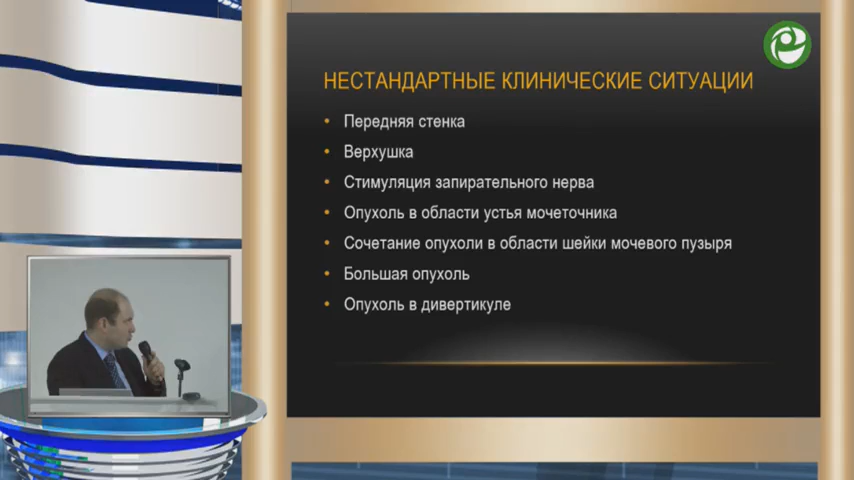 НЕСТАНДАРТНЫЕ КЛИНИЧЕСКИЕ СИТУАЦИИ
• Передняя стенка
• Верхушка
• Стимуляция запирательного нерва
• Опухоль в области устья мочеточника
• Сочетание опухоли в области шейки мочевого пузыря
• Большая опухоль
• Опухоль в дивертикуле